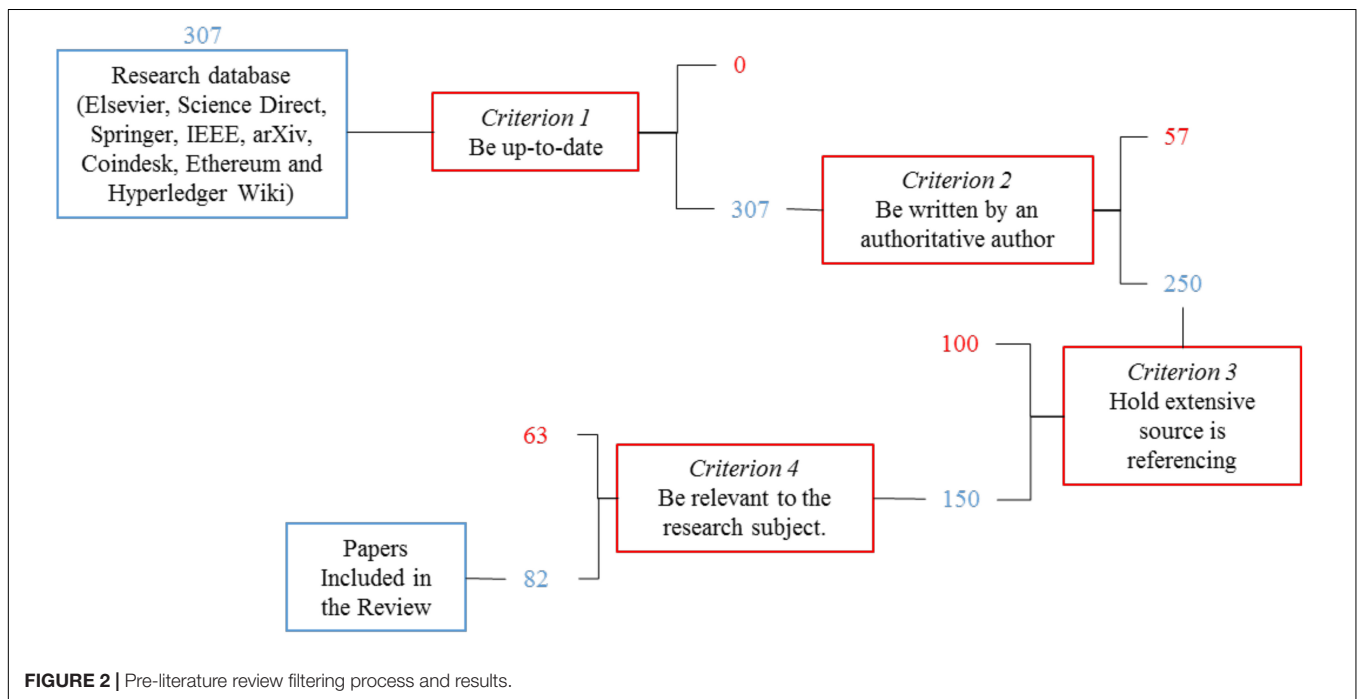 307
Research database
(Elsevier, Science Direct,
Springer, IEEE, arXiv,
Coindesk, Ethereum and
Hyperledger Wiki)
Criterion 1
Be up-to-date
0
307
Criterion 2
Be written by an
authoritative author
57
250
Criterion 3
Hold extensive
source is
referencing
100
150
Criterion 4
Be relevant to the
research subject.
63
82
Papers
Included in
the Review
FIGURE 2 | Pre-literature review filtering process and results.